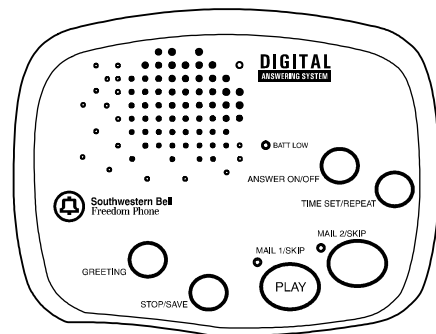 DIGITAL
ANSWERING SYSTEM
BATT LOW
ANSWER ON/OFF
TIME SET/REPEAT
Southwestern Bell
Freedom Phone
MAIL 2/SKIP
MAIL 1/SKIP
GREETING
PLAY
STOP/SAVE